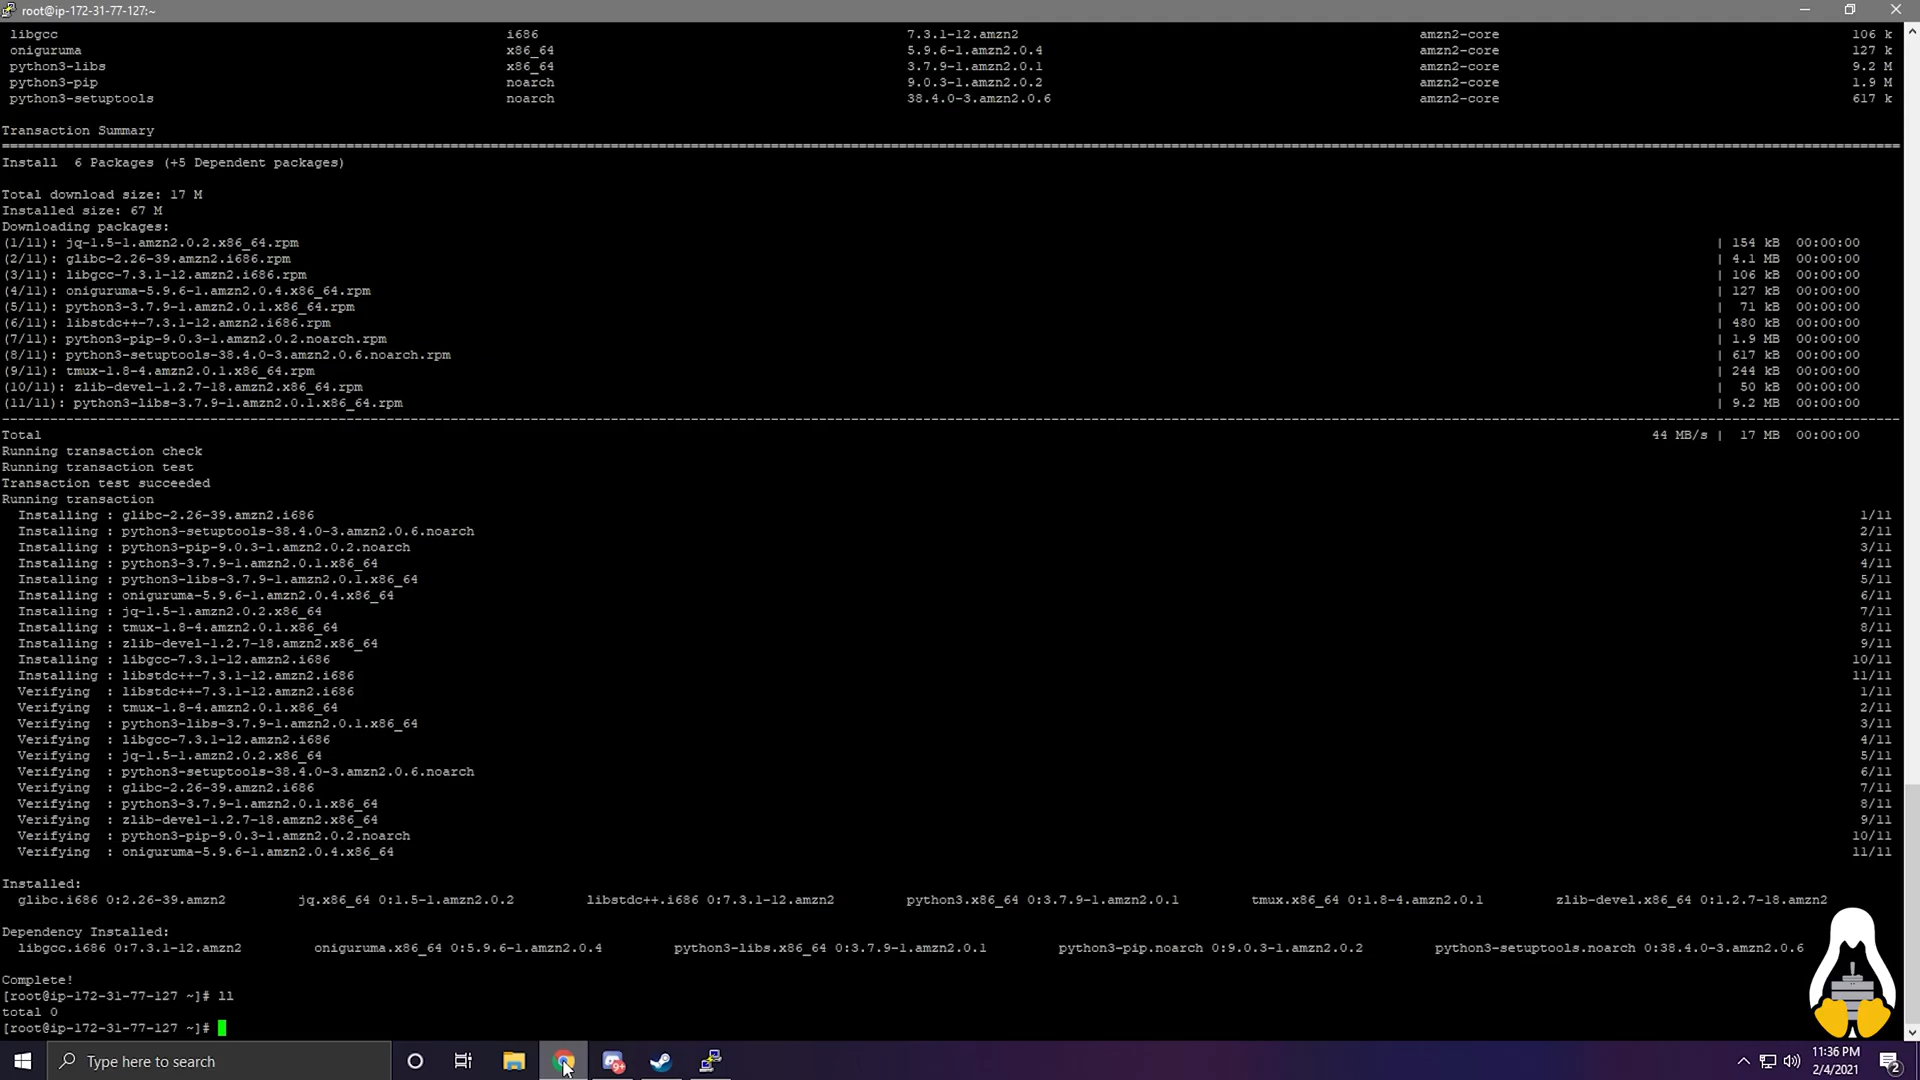 root@ip-172-31-77-127:~
libgcc i686 7.3.1-12.amzn2 amzn2-core 106 k
oniguruma x86_64 5.9.6-1.amzn2.0.4 amzn2-core 127 k
python3-libs x86_64 3.7.9-1.amzn2.0.1 amzn2-core 9.2 M
python3-pip noarch 9.0.3-1.amzn2.0.2 amzn2-core 1.9 M
python3-setuptools noarch 38.4.0-3.amzn2.0.6 amzn2-core 617 k
Transaction Summary
Install  6 Packages (+5 Dependent packages)
Total download size: 17 M
Installed size: 67 M
Downloading packages:
(1/11): jq-1.5-1.amzn2.0.2.x86_64.rpm | 154 kB 00:00:00
(2/11): glibc-2.26-39.amzn2.i686.rpm | 4.1 MB 00:00:00
(3/11): libgcc-7.3.1-12.amzn2.i686.rpm | 106 kB 00:00:00
(4/11): oniguruma-5.9.6-1.amzn2.0.4.x86_64.rpm | 127 kB 00:00:00
(5/11): python3-3.7.9-1.amzn2.0.1.x86_64.rpm | 71 kB 00:00:00
(6/11): libstdc++-7.3.1-12.amzn2.i686.rpm | 480 kB 00:00:00
(7/11): python3-pip-9.0.3-1.amzn2.0.2.noarch.rpm | 1.9 MB 00:00:00
(8/11): python3-setuptools-38.4.0-3.amzn2.0.6.noarch.rpm | 617 kB 00:00:00
(9/11): tmux-1.8-4.amzn2.0.1.x86_64.rpm | 244 kB 00:00:00
(10/11): zlib-devel-1.2.7-18.amzn2.x86_64.rpm | 50 kB 00:00:00
(11/11): python3-libs-3.7.9-1.amzn2.0.1.x86_64.rpm | 9.2 MB 00:00:00
Total 44 MB/s | 17 MB 00:00:00
Running transaction check
Running transaction test
Transaction test succeeded
Running transaction
Installing : glibc-2.26-39.amzn2.i686 1/11
Installing : python3-setuptools-38.4.0-3.amzn2.0.6.noarch 2/11
Installing : python3-pip-9.0.3-1.amzn2.0.2.noarch 3/11
Installing : python3-3.7.9-1.amzn2.0.1.x86_64 4/11
Installing : python3-libs-3.7.9-1.amzn2.0.1.x86_64 5/11
Installing : oniguruma-5.9.6-1.amzn2.0.4.x86_64 6/11
Installing : jq-1.5-1.amzn2.0.2.x86_64 7/11
Installing : tmux-1.8-4.amzn2.0.1.x86_64 8/11
Installing : zlib-devel-1.2.7-18.amzn2.x86_64 9/11
Installing : libgcc-7.3.1-12.amzn2.i686 10/11
Installing : libstdc++-7.3.1-12.amzn2.i686 11/11
Verifying : libstdc++-7.3.1-12.amzn2.i686 1/11
Verifying : tmux-1.8-4.amzn2.0.1.x86_64 2/11
Verifying : python3-libs-3.7.9-1.amzn2.0.1.x86_64 3/11
Verifying : libgcc-7.3.1-12.amzn2.i686 4/11
Verifying : jq-1.5-1.amzn2.0.2.x86_64 5/11
Verifying : python3-setuptools-38.4.0-3.amzn2.0.6.noarch 6/11
Verifying : glibc-2.26-39.amzn2.i686 7/11
Verifying : python3-3.7.9-1.amzn2.0.1.x86_64 8/11
Verifying : zlib-devel-1.2.7-18.amzn2.x86_64 9/11
Verifying : python3-pip-9.0.3-1.amzn2.0.2.noarch 10/11
Verifying : oniguruma-5.9.6-1.amzn2.0.4.x86_64 11/11
Installed:
glibc.i686 0:2.26-39.amzn2 jq.x86_64 0:1.5-1.amzn2.0.2 libstdc++.i686 0:7.3.1-12.amzn2 python3.x86_64 0:3.7.9-1.amzn2.0.1 tmux.x86_64 0:1.8-4.amzn2.0.1 zlib-devel.x86_64 0:1.2.7-18.amzn2
Dependency Installed:
libgcc.i686 0:7.3.1-12.amzn2 oniguruma.x86_64 0:5.9.6-1.amzn2.0.4 python3-libs.x86_64 0:3.7.9-1.amzn2.0.1 python3-pip.noarch 0:9.0.3-1.amzn2.0.2 python3-setuptools.noarch 0:38.4.0-3.amzn2.0.6
Complete!
[root@ip-172-31-77-127 ~]# ll
total 0
[root@ip-172-31-77-127 ~]#
Type here to search
9+
11:36 PM
2/4/2021
2